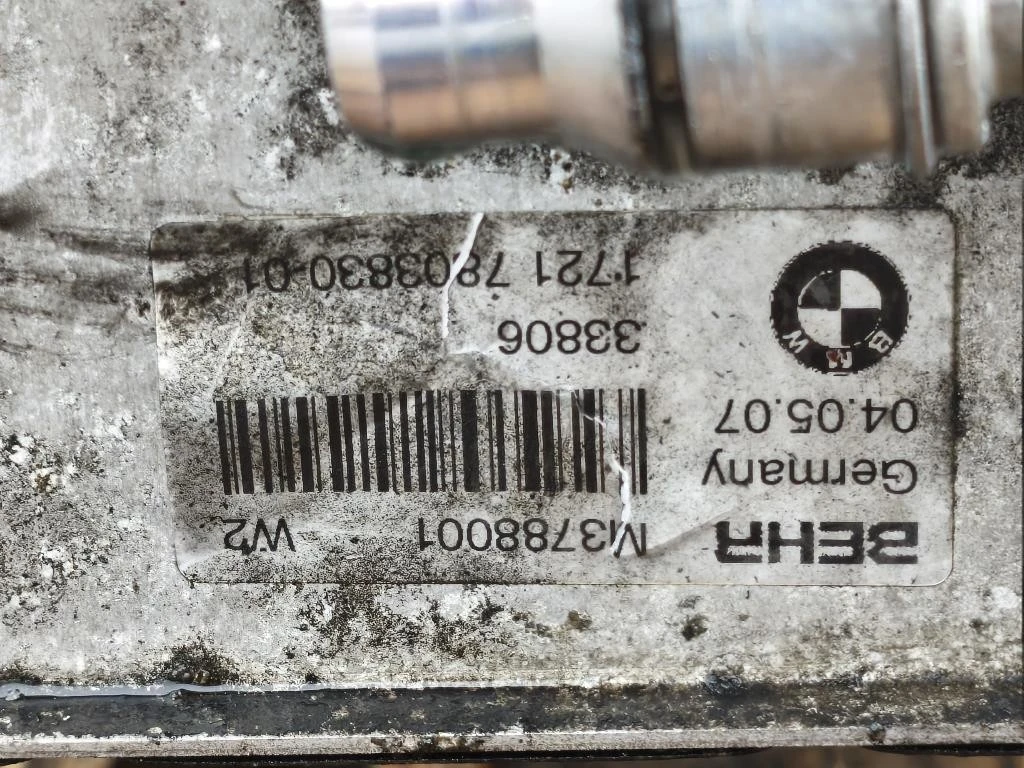 BEHR
M3788001 W2
Germany
04.05.07
33806
1721 7803830-01
BMW